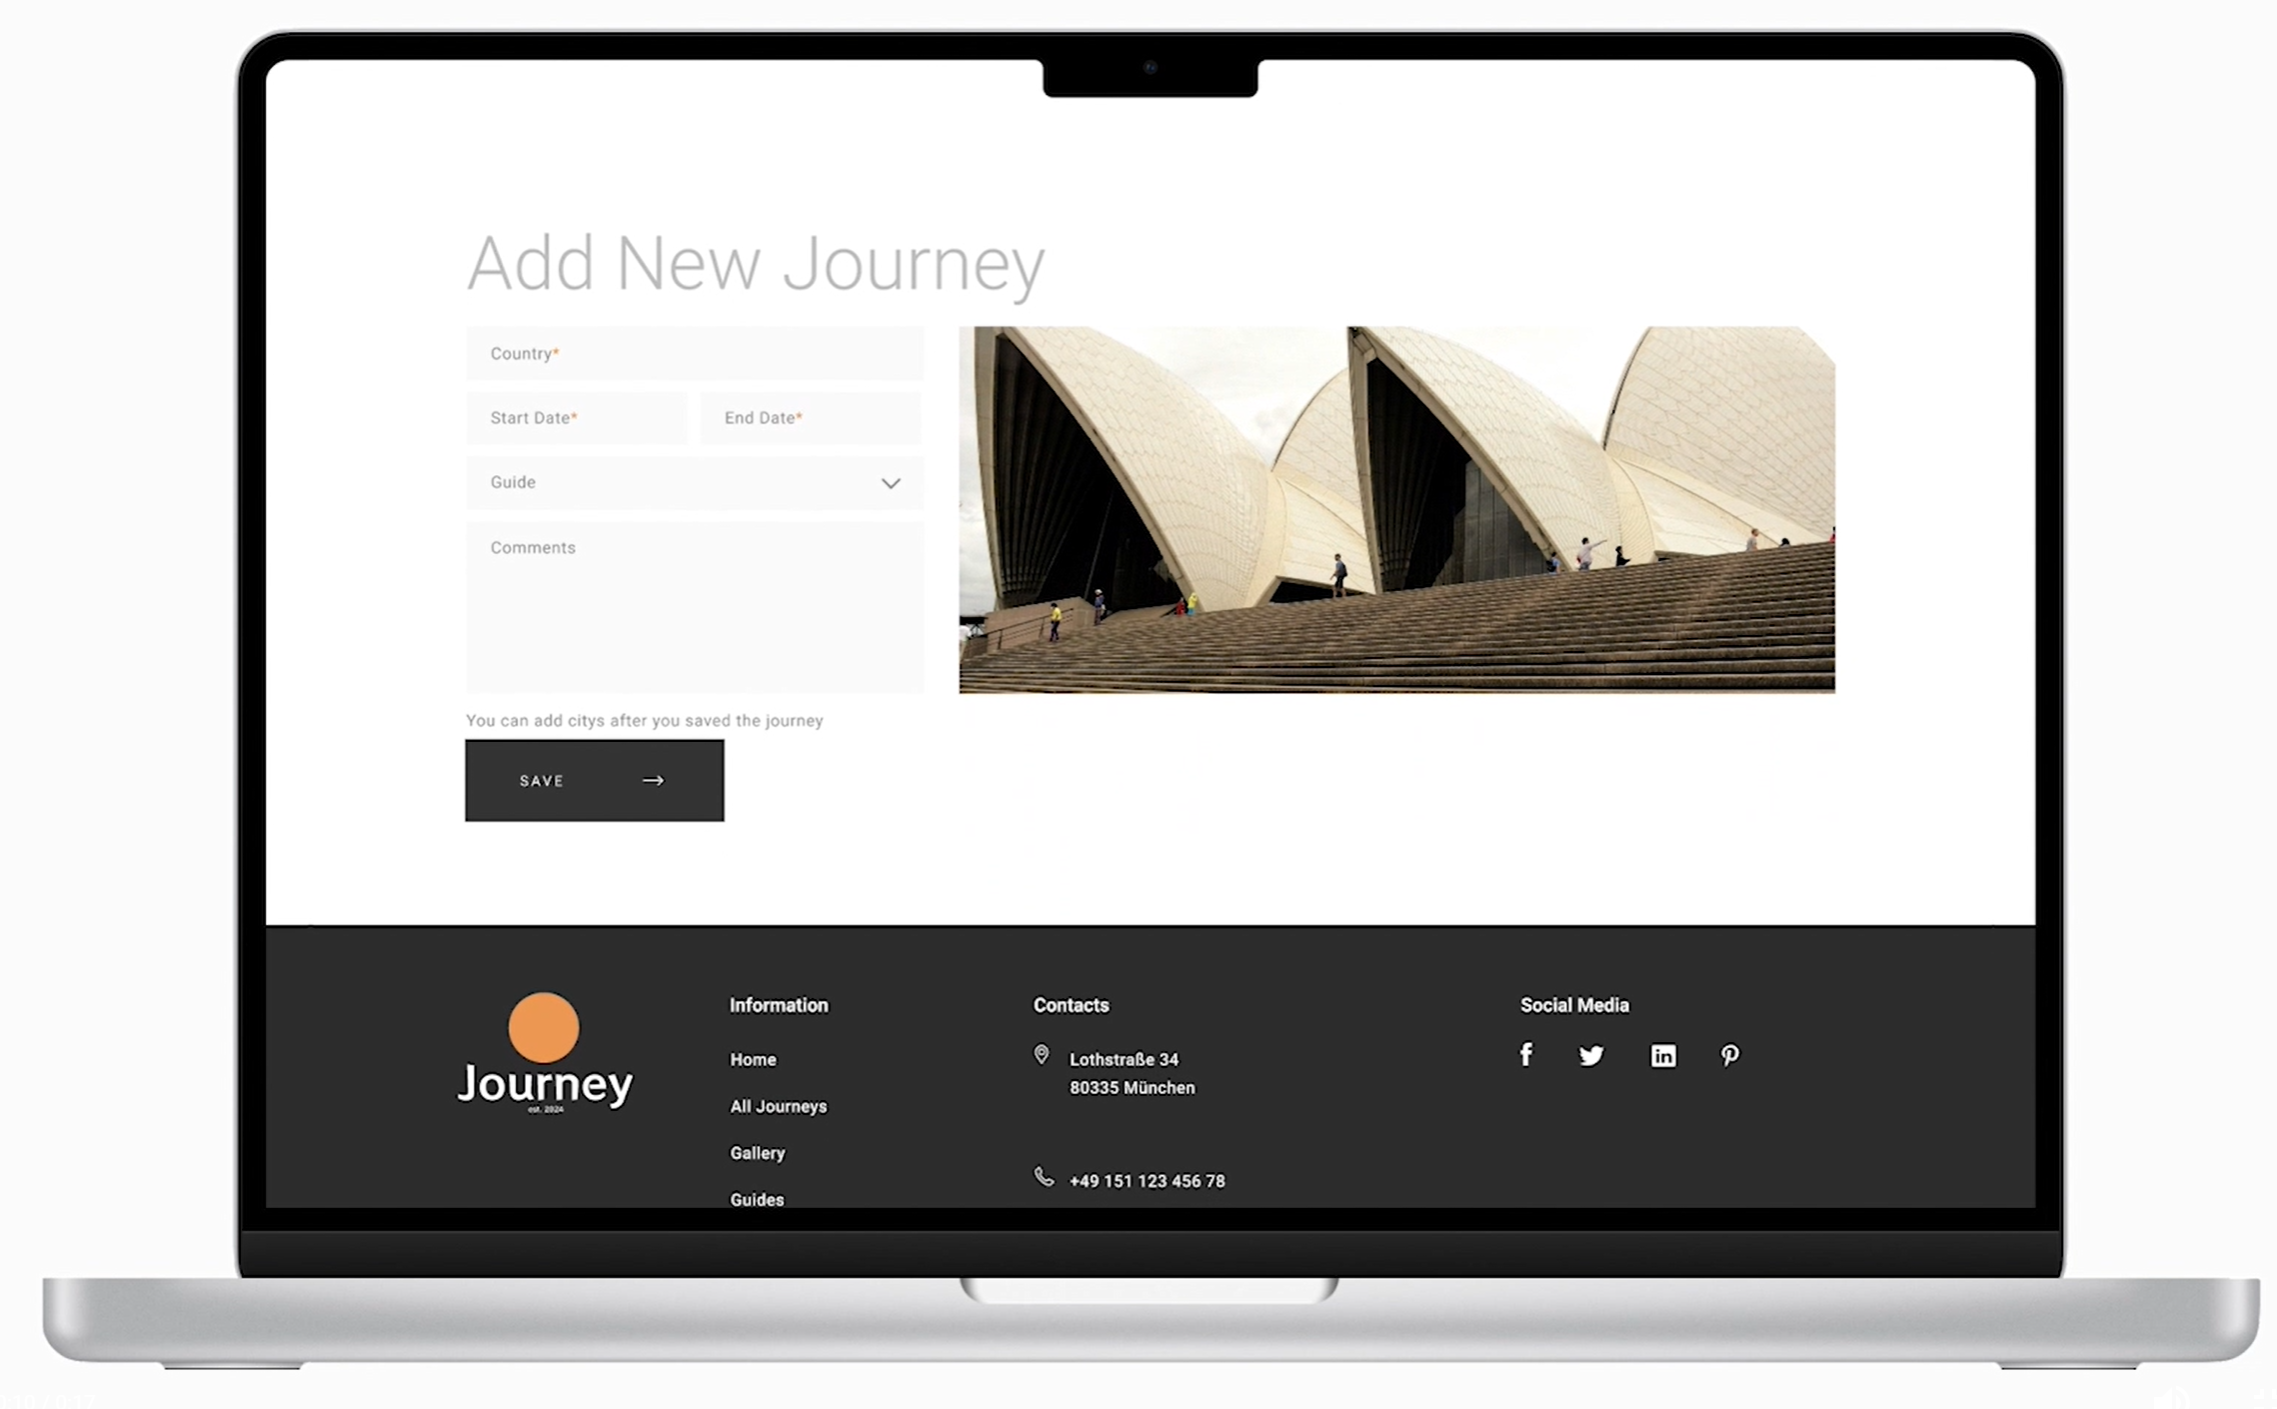 Add New Journey
Country*
Start Date*
End Date*
Guide
Comments
You can add citys after you saved the journey
SAVE
Journey
est. 2024
Information
Home
All Journeys
Gallery
Guides
Contacts
Lothstraße 34
80335 München
+49 151 123 456 78
Social Media